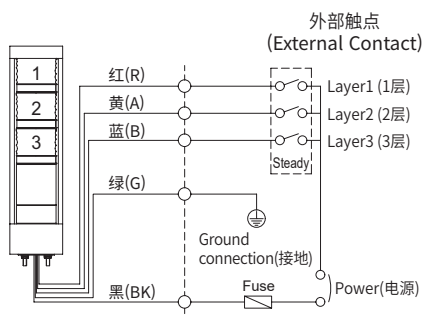 外部触点
(External Contact)
1
2
3
红(R)
黄(A)
蓝(B)
绿(G)
黑(BK)
Layer1 (1层)
Layer2 (2层)
Layer3 (3层)
Steady
Ground
connection(接地)
Fuse
Power(电源)